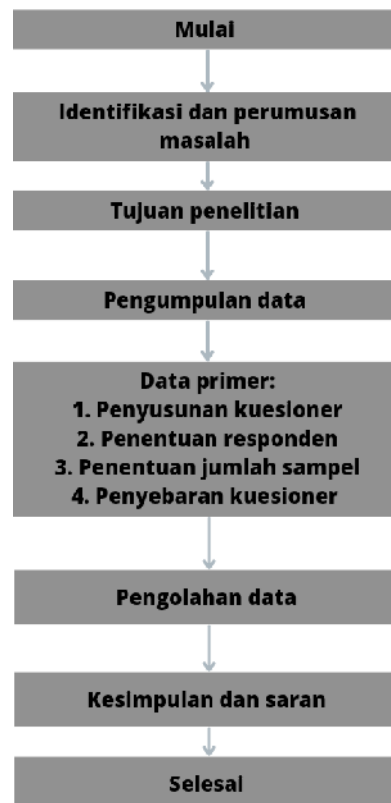 Mulai
Identifikasi dan perumusan
masalah
Tujuan penelitian
Pengumpulan data
Data primer:
1. Penyusunan kuesioner
2. Penentuan responden
3. Penentuan jumlah sampel
4. Penyebaran kuesioner
Pengolahan data
Kesimpulan dan saran
Selesai